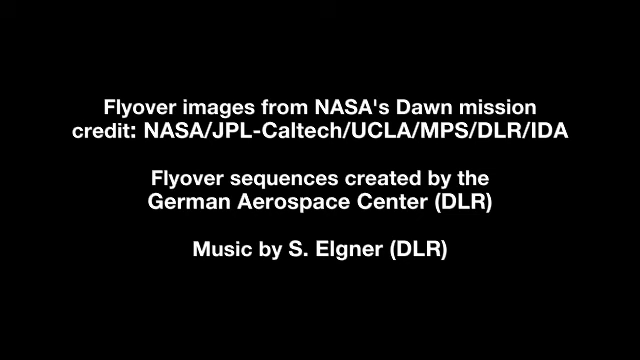 Flyover images from NASA's Dawn mission
credit: NASA/JPL-Caltech/UCLA/MPS/DLR/IDA
Flyover sequences created by the
German Aerospace Center (DLR)
Music by S. Elgner (DLR)